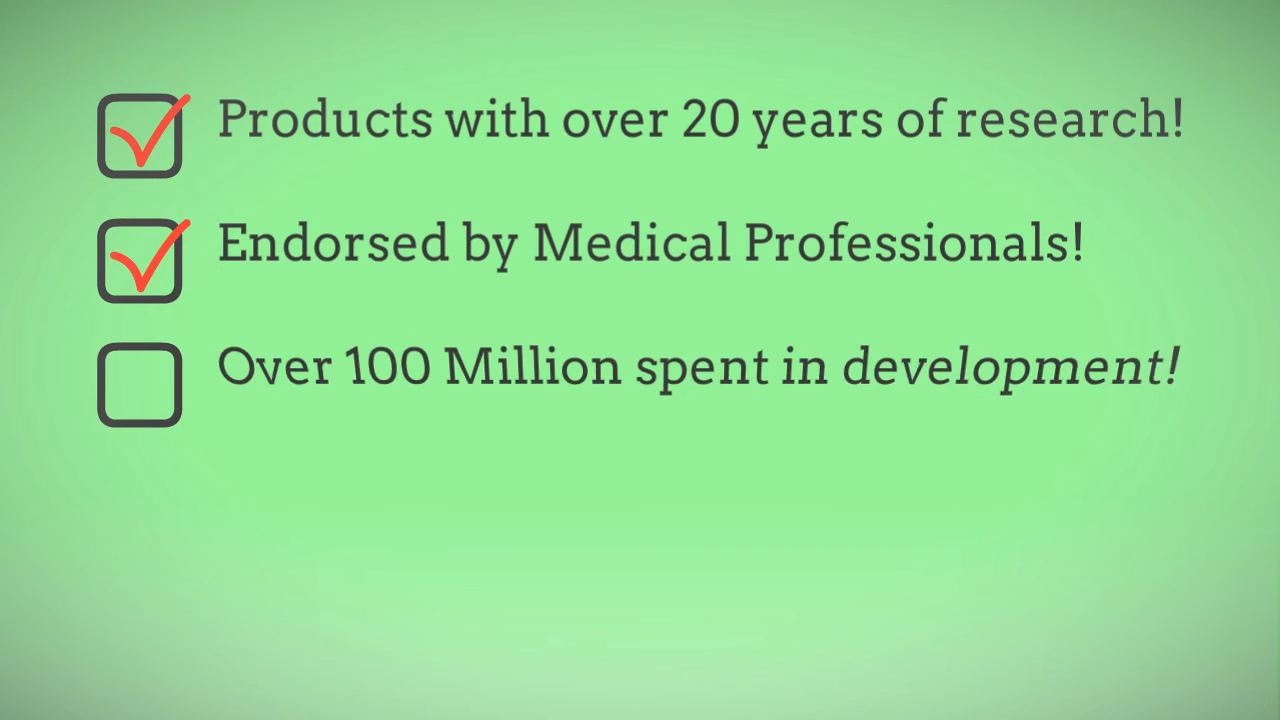 Products with over 20 years of research!
Endorsed by Medical Professionals!
Over 100 Million spent in development!